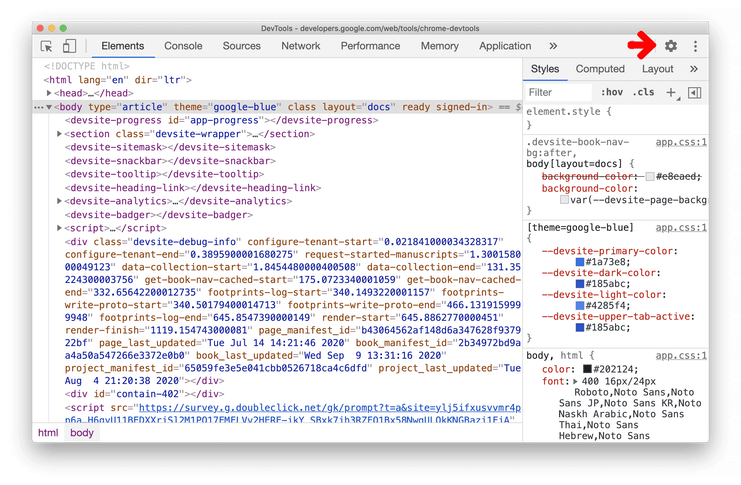 DevTools - developers.google.com/web/tools/chrome-devtools
Elements Console Sources Network Performance Memory Application »
<!DOCTYPE html>
<html lang="en" dir="ltr">
▶<head>…</head>
…▼<body type="article" theme="google-blue" class layout="docs" ready signed-in> == $
<devsite-progress id="app-progress"></devsite-progress>
▶<section class="devsite-wrapper">…</section>
<devsite-sitemask></devsite-sitemask>
<devsite-snackbar></devsite-snackbar>
<devsite-tooltip></devsite-tooltip>
<devsite-heading-link></devsite-heading-link>
▶<devsite-analytics>…</devsite-analytics>
<devsite-badger></devsite-badger>
▶<script>…</script>
<div class="devsite-debug-info" configure-tenant-start="0.021841000034328317"
configure-tenant-end="0.3895900001680275" request-started-manuscripts="1.3001580
000049123" data-collection-start="1.8454480000400508" data-collection-end="131.35
224300003756" get-book-nav-cached-start="175.0723340001059" get-book-nav-cached-
end="332.65642200012735" footprints-log-start="340.1493220001157" footprints-
write-proto-start="340.50179400014713" footprints-write-proto-end="466.131915999
9948" footprints-log-end="645.8547390000149" render-start="645.8862770000451"
render-finish="1119.154743000081" page_manifest_id="b43064562af148d6a347628f9379
22bf" page_last_updated="Tue Jul 14 14:21:46 2020" book_manifest_id="2b34972bd9a
a4a50a547266e3372e0b0" book_last_updated="Wed Sep  9 13:31:16 2020"
project_manifest_id="65059fe3e5e041cbb0526718ca4c6dfd" project_last_updated="Tue
Aug  4 21:20:38 2020"></div>
<div id="contain-402"></div>
<script src="https://survey.g.doubleclick.net/gk/prompt?t=a&site=ylj5ifxusvvmr4p
html body
Styles Computed Layout »
Filter :hov .cls +
element.style {
}
.devsite-book-nav- app.css:1
bg:after,
body[layout=docs] {
background-color: #e8eaed;
background-color:
var(--devsite-page-backg
}
[theme=google-blue] app.css:1
{
--devsite-primary-color:
#1a73e8;
--devsite-dark-color:
#185abc;
--devsite-light-color:
#4285f4;
--devsite-upper-tab-active:
#185abc;
}
body, html { app.css:1
color: #202124;
font: ▶ 400 16px/24px
Roboto,Noto Sans,Noto
Sans JP,Noto Sans KR,Noto
Naskh Arabic,Noto Sans
Thai,Noto Sans
Hebrew,Noto Sans